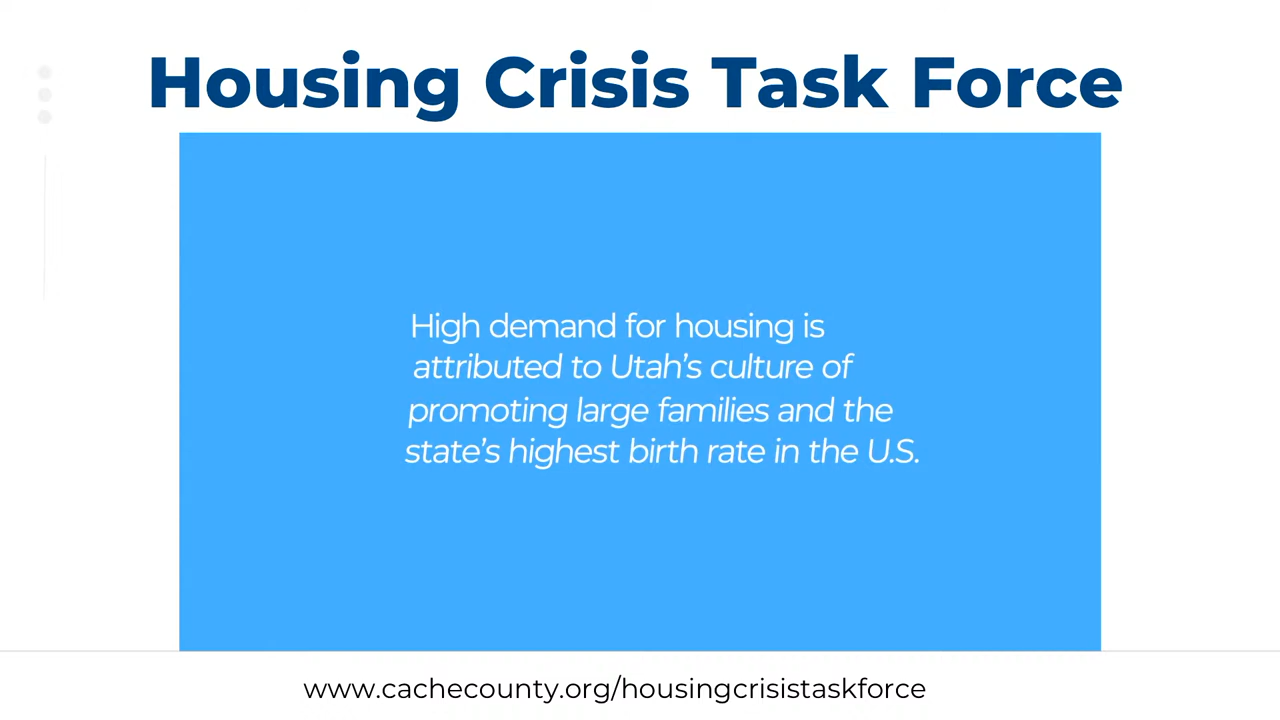 Housing Crisis Task Force
High demand for housing is
attributed to Utah’s culture of
promoting large families and the
state’s highest birth rate in the U.S.
www.cachecounty.org/housingcrisistaskforce